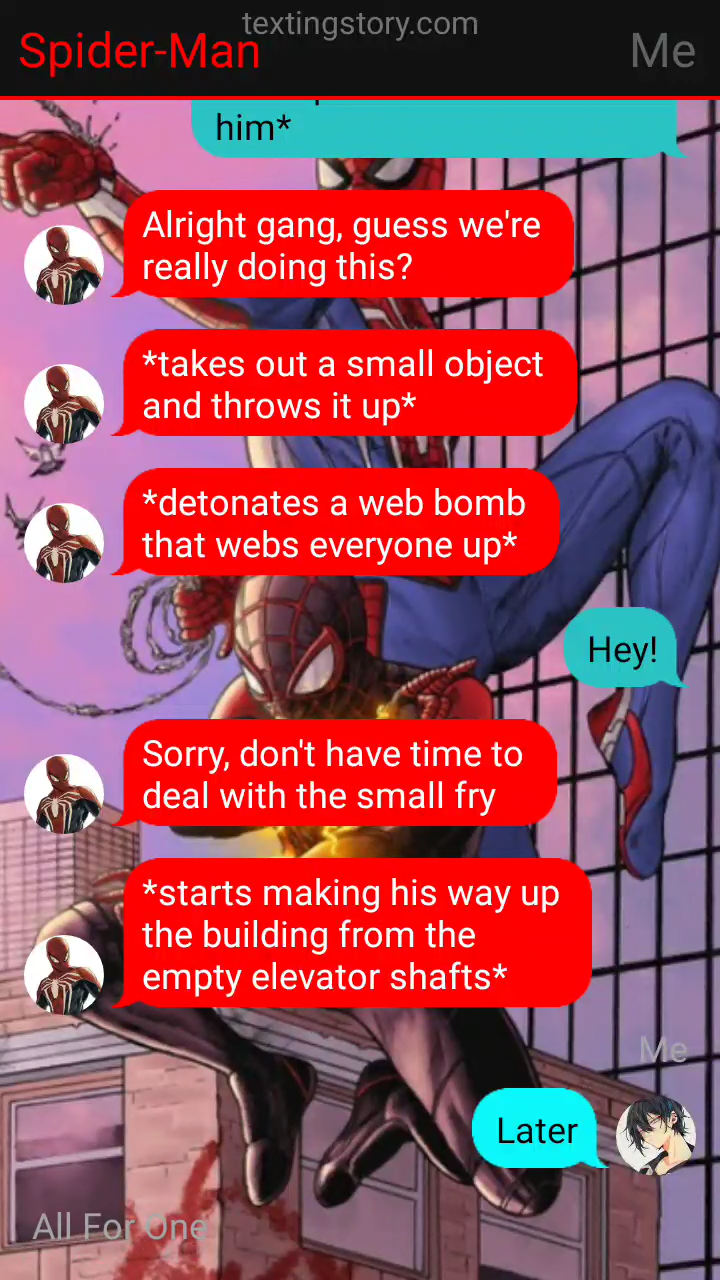 textingstory.com
Spider-Man
Me
him*
Alright gang, guess we're
really doing this?
*takes out a small object
and throws it up*
*detonates a web bomb
that webs everyone up*
Hey!
Sorry, don't have time to
deal with the small fry
*starts making his way up
the building from the
empty elevator shafts*
Me
Later
All For One